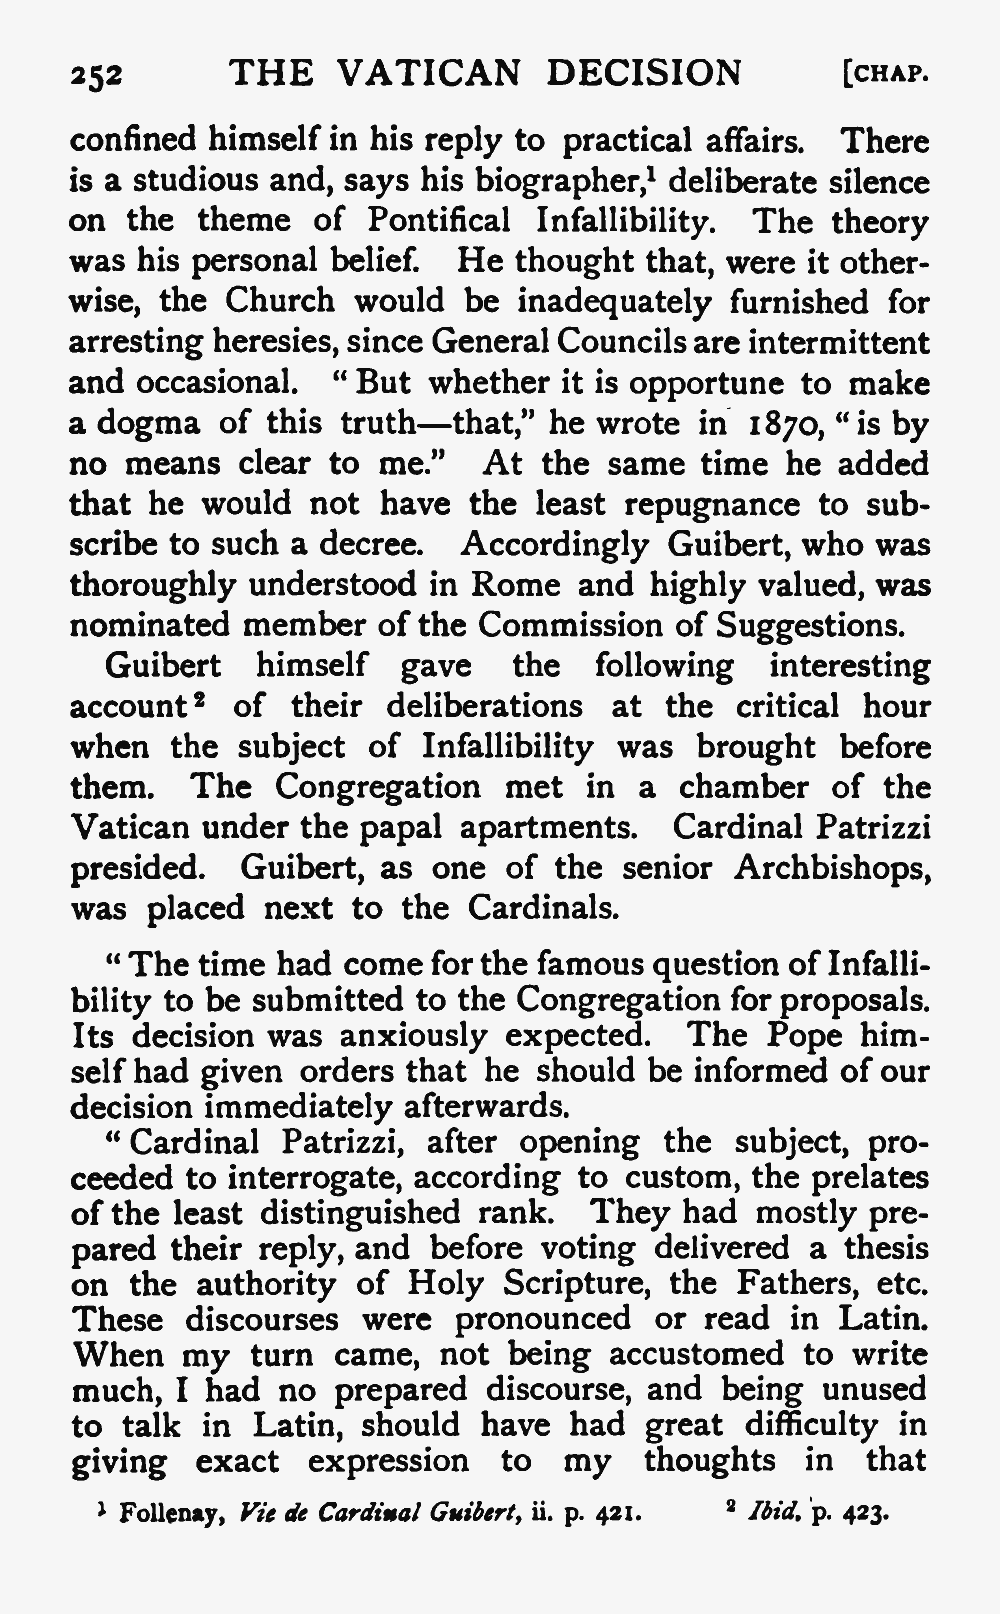 252 THE VATICAN DECISION [CHAP.
confined himself in his reply to practical affairs. There
is a studious and, says his biographer,¹ deliberate silence
on the theme of Pontifical Infallibility. The theory
was his personal belief. He thought that, were it other-
wise, the Church would be inadequately furnished for
arresting heresies, since General Councils are intermittent
and occasional. “But whether it is opportune to make
a dogma of this truth—that,” he wrote in 1870, “is by
no means clear to me.” At the same time he added
that he would not have the least repugnance to sub-
scribe to such a decree. Accordingly Guibert, who was
thoroughly understood in Rome and highly valued, was
nominated member of the Commission of Suggestions.
Guibert himself gave the following interesting
account² of their deliberations at the critical hour
when the subject of Infallibility was brought before
them. The Congregation met in a chamber of the
Vatican under the papal apartments. Cardinal Patrizzi
presided. Guibert, as one of the senior Archbishops,
was placed next to the Cardinals.
“The time had come for the famous question of Infalli-
bility to be submitted to the Congregation for proposals.
Its decision was anxiously expected. The Pope him-
self had given orders that he should be informed of our
decision immediately afterwards.
“Cardinal Patrizzi, after opening the subject, pro-
ceeded to interrogate, according to custom, the prelates
of the least distinguished rank. They had mostly pre-
pared their reply, and before voting delivered a thesis
on the authority of Holy Scripture, the Fathers, etc.
These discourses were pronounced or read in Latin.
When my turn came, not being accustomed to write
much, I had no prepared discourse, and being unused
to talk in Latin, should have had great difficulty in
giving exact expression to my thoughts in that
¹ Follenay, Vie de Cardinal Guibert, ii. p. 421. ² Ibid. p. 423.